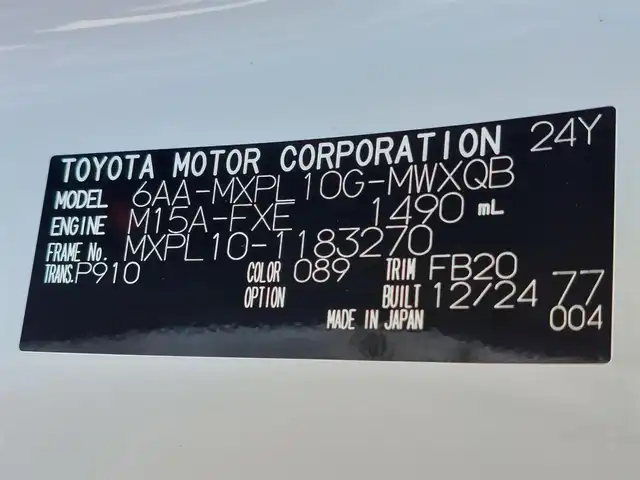 TOYOTA MOTOR CORPORATION 24Y
MODEL 6AA-MXPL10G-MWXQB
ENGINE M15A-FXE 1490 mL
FRAME No. MXPL10-1183270
TRANS. P910 COLOR 089 TRIM FB20
OPTION BUILT 12/24 77
MADE IN JAPAN 004